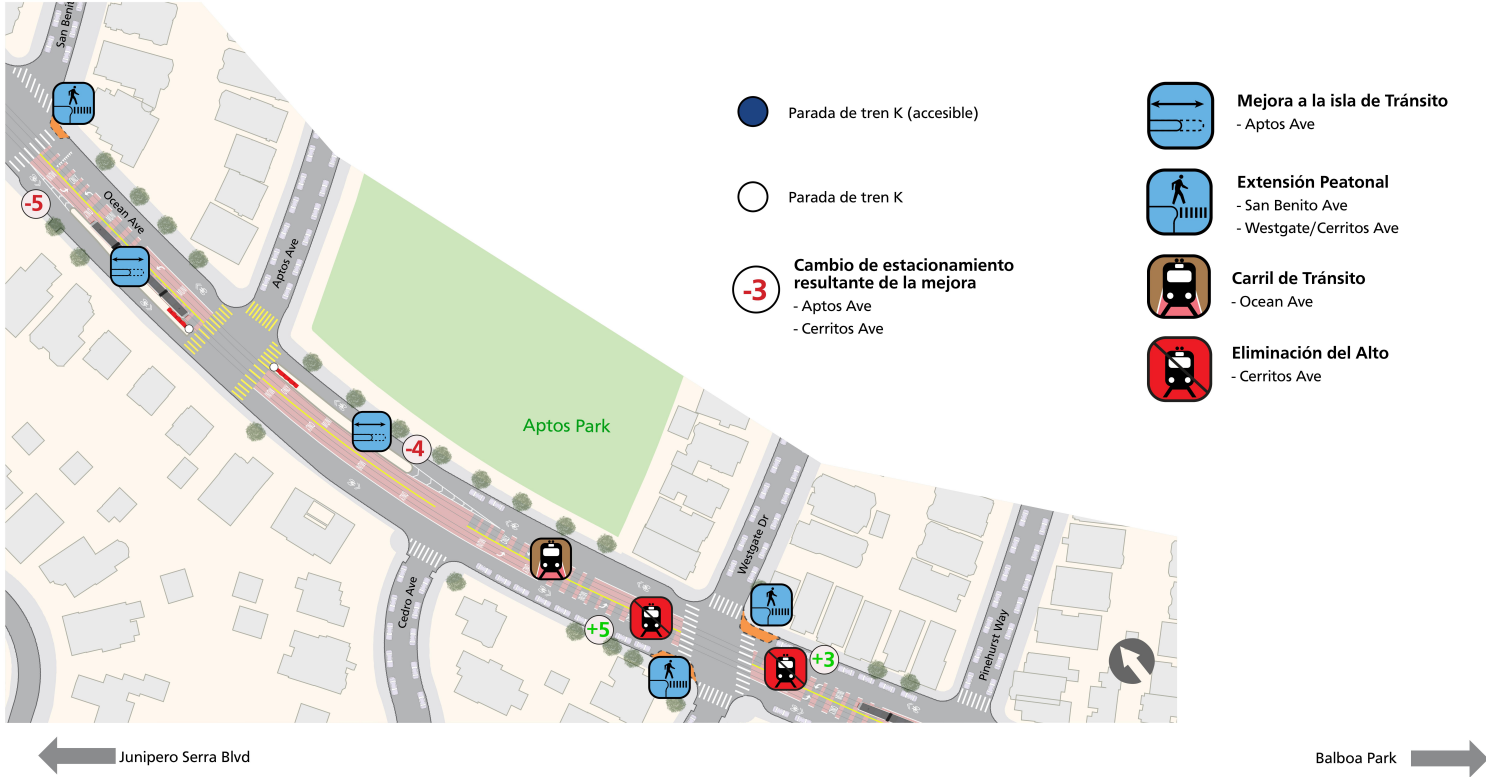 San Benit
Ocean Ave
-5
Aptos Ave
Aptos Park
-4
Cedro Ave
+5
Westgate Dr
+3
Pinehurst Way
Parada de tren K (accesible)
Parada de tren K
-3
Cambio de estacionamiento
resultante de la mejora
- Aptos Ave
- Cerritos Ave
Mejora a la isla de Tránsito
- Aptos Ave
Extensión Peatonal
- San Benito Ave
- Westgate/Cerritos Ave
Carril de Tránsito
- Ocean Ave
Eliminación del Alto
- Cerritos Ave
Junipero Serra Blvd
Balboa Park